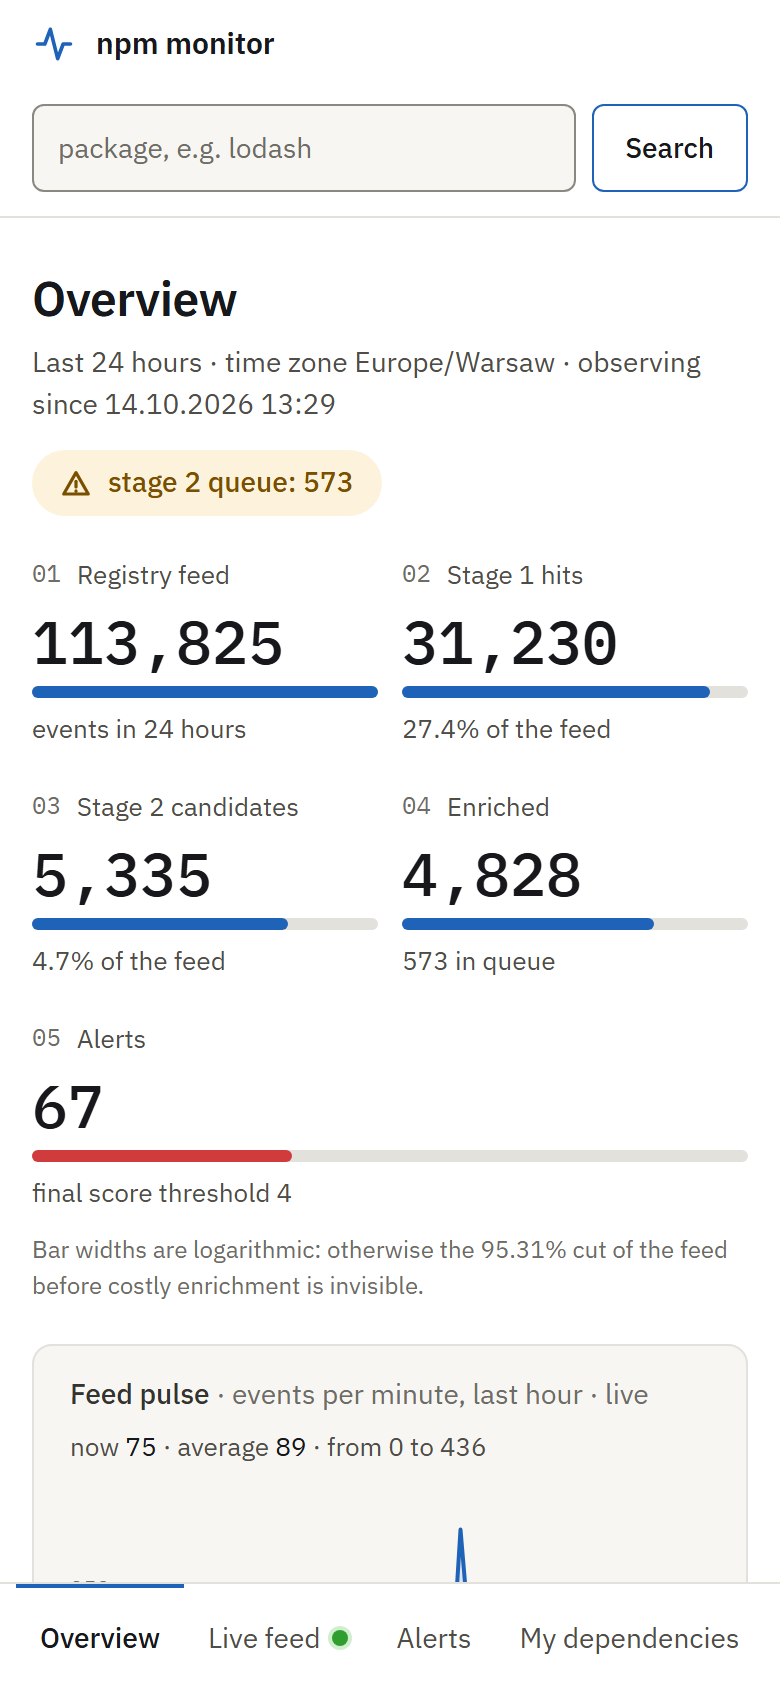 npm monitor
package, e.g. lodash
Search
Overview
Last 24 hours · time zone Europe/Warsaw · observing
since 14.10.2026 13:29
stage 2 queue: 573
01 Registry feed
113,825
events in 24 hours
02 Stage 1 hits
31,230
27.4% of the feed
03 Stage 2 candidates
5,335
4.7% of the feed
04 Enriched
4,828
573 in queue
05 Alerts
67
final score threshold 4
Bar widths are logarithmic: otherwise the 95.31% cut of the feed
before costly enrichment is invisible.
Feed pulse · events per minute, last hour · live
now 75 · average 89 · from 0 to 436
Overview
Live feed
Alerts
My dependencies